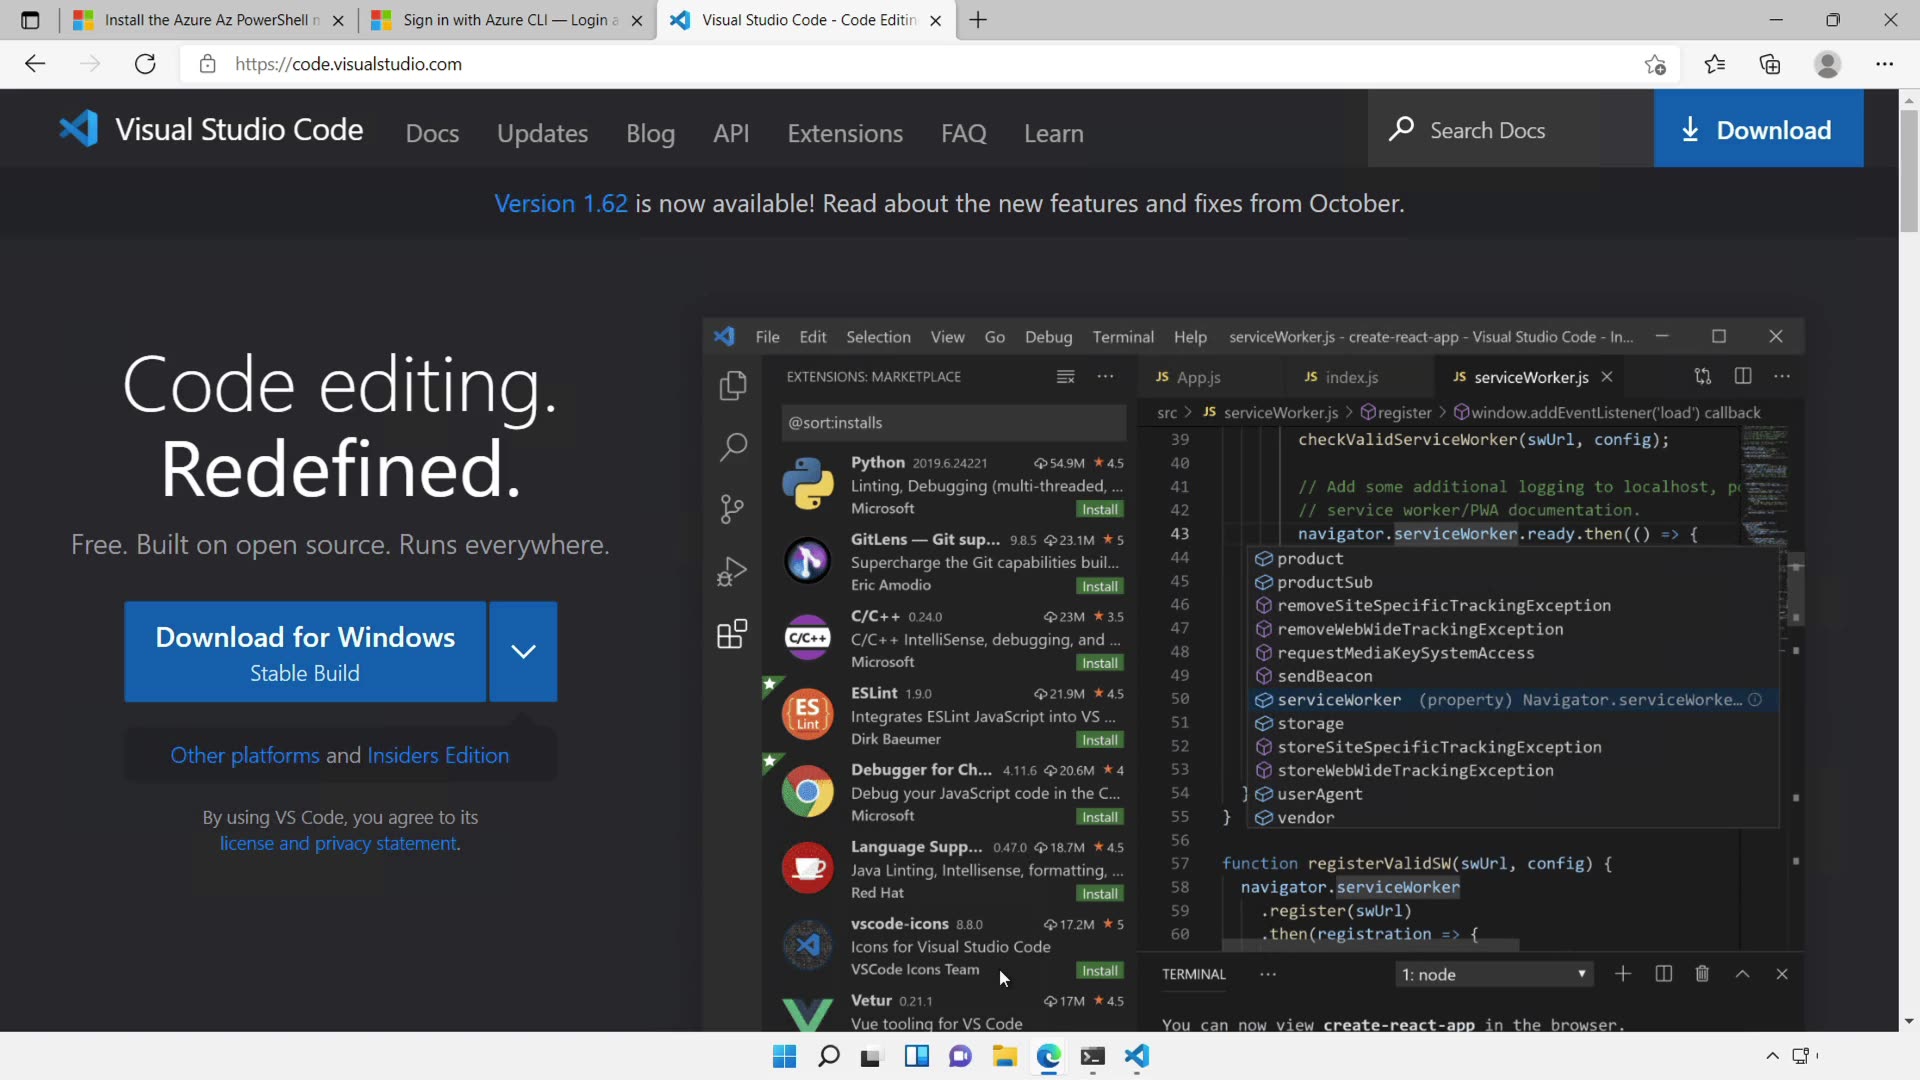 Install the Azure Az PowerShell
Sign in with Azure CLI — Login
Visual Studio Code - Code Editin
https://code.visualstudio.com
Visual Studio Code
Docs
Updates
Blog
API
Extensions
FAQ
Learn
Search Docs
Download
Version 1.62 is now available! Read about the new features and fixes from October.
Code editing.
Redefined.
Free. Built on open source. Runs everywhere.
Download for Windows
Stable Build
Other platforms and Insiders Edition
By using VS Code, you agree to its
license and privacy statement.
File Edit Selection View Go Debug Terminal Help serviceWorker.js - create-react-app - Visual Studio Code - In...
EXTENSIONS: MARKETPLACE
@sort:installs
Python 2019.6.24221 54.9M 4.5
Linting, Debugging (multi-threaded, ...
Microsoft Install
GitLens — Git sup... 9.8.5 23.1M 5
Supercharge the Git capabilities buil...
Eric Amodio Install
C/C++ 0.24.0 23M 3.5
C/C++
C/C++ IntelliSense, debugging, and ...
Microsoft Install
ESLint 1.9.0 21.9M 4.5
ES
Lint
Integrates ESLint JavaScript into VS ...
Dirk Baeumer Install
Debugger for Ch... 4.11.6 20.6M 4
Debug your JavaScript code in the C...
Microsoft Install
Language Supp... 0.47.0 18.7M 4.5
Java Linting, Intellisense, formatting, ...
Red Hat Install
vscode-icons 8.8.0 17.2M 5
Icons for Visual Studio Code
VSCode Icons Team Install
Vetur 0.21.1 17M 4.5
Vue tooling for VS Code
JS App.js
JS index.js
JS serviceWorker.js
src > JS serviceWorker.js > register > window.addEventListener('load') callback
39 checkValidServiceWorker(swUrl, config);
40
41 // Add some additional logging to localhost,
42 // service worker/PWA documentation.
43 navigator.serviceWorker.ready.then(() => {
44 product
45 productSub
46 removeSiteSpecificTrackingException
47 removeWebWideTrackingException
48 requestMediaKeySystemAccess
49 sendBeacon
50 serviceWorker (property) Navigator.serviceWorke...
51 storage
52 storeSiteSpecificTrackingException
53 storeWebWideTrackingException
54 } userAgent
55 } vendor
56
57 function registerValidSW(swUrl, config) {
58 navigator.serviceWorker
59 .register(swUrl)
60 .then(registration => {
TERMINAL
1: node
You can now view create-react-app in the browser.